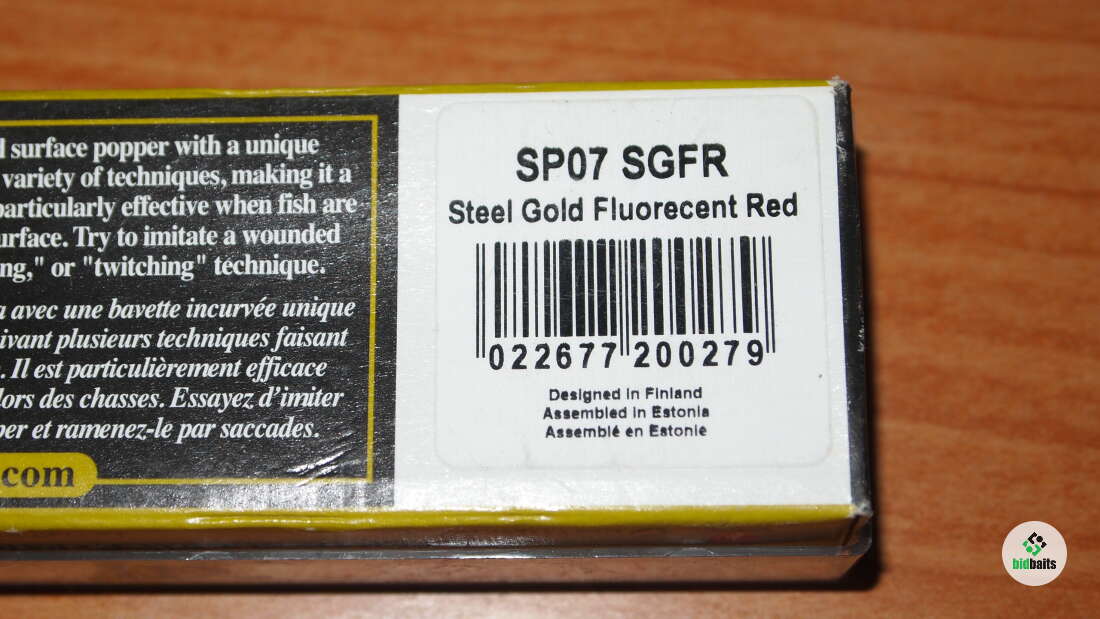 l surface popper with a unique
variety of techniques, making it a
particularly effective when fish are
urface. Try to imitate a wounded
ng," or "twitching" technique.
a avec une bavette incurvée unique
ivant plusieurs techniques faisant
. Il est particulièrement efficace
lors des chasses. Essayez d'imiter
per et ramenez-le par saccades.
.com
SP07 SGFR
Steel Gold Fluorecent Red
022677 200279
Designed in Finland
Assembled in Estonia
Assemblé en Estonie
bidbaits